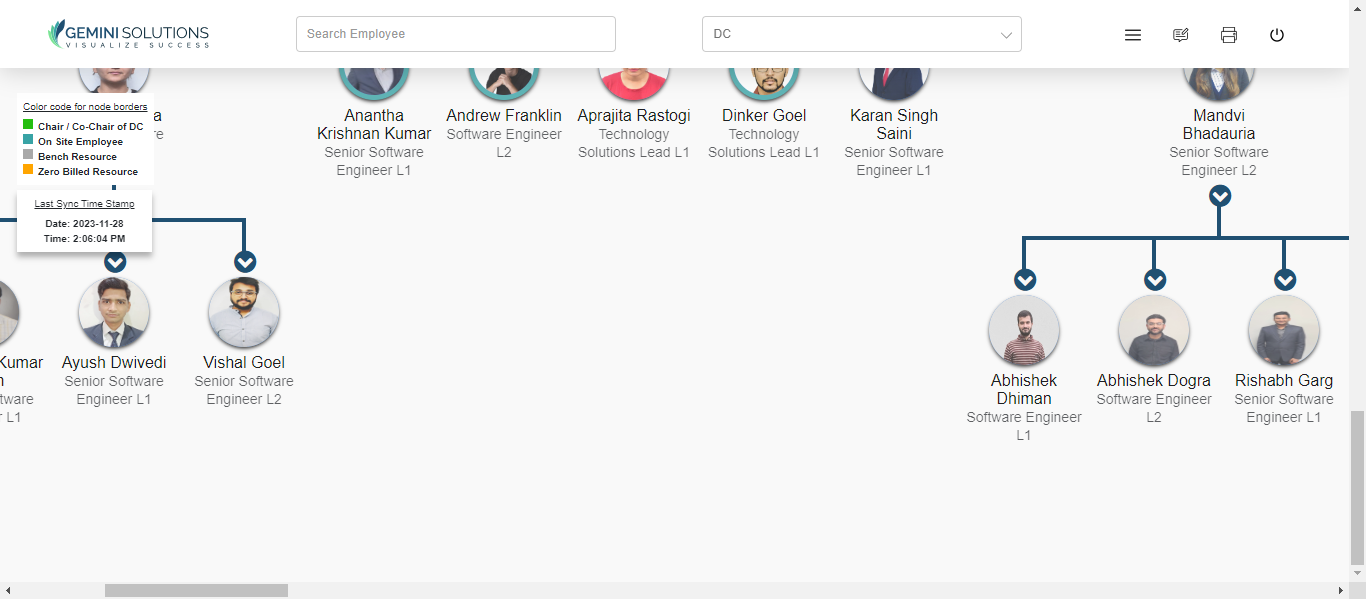 GEMINI SOLUTIONS
VISUALIZE SUCCESS
Search Employee
DC
Color code for node borders
Chair / Co-Chair of DC
On Site Employee
Bench Resource
Zero Billed Resource
Last Sync Time Stamp
Date: 2023-11-28
Time: 2:06:04 PM
Anantha
Krishnan Kumar
Senior Software
Engineer L1
Andrew Franklin
Software Engineer
L2
Aprajita Rastogi
Technology
Solutions Lead L1
Dinker Goel
Technology
Solutions Lead L1
Karan Singh
Saini
Senior Software
Engineer L1
Mandvi
Bhadauria
Senior Software
Engineer L2
Kumar
L1
Ayush Dwivedi
Senior Software
Engineer L1
Vishal Goel
Senior Software
Engineer L2
Abhishek
Dhiman
Software Engineer
L1
Abhishek Dogra
Software Engineer
L2
Rishabh Garg
Senior Software
Engineer L1